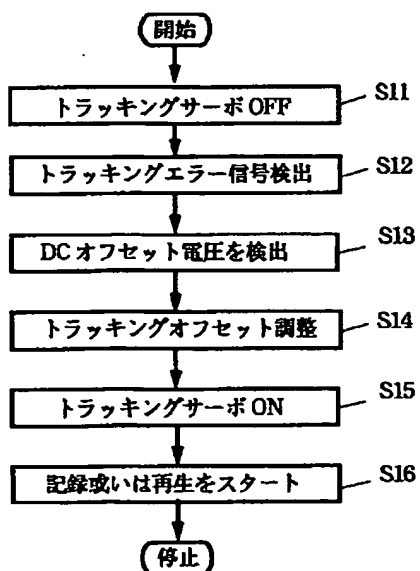 開始
トラッキングサーボ OFF
S11
トラッキングエラー信号検出
S12
DC オフセット電圧を検出
S13
トラッキングオフセット調整
S14
トラッキングサーボ ON
S15
記録或いは再生をスタート
S16
停止